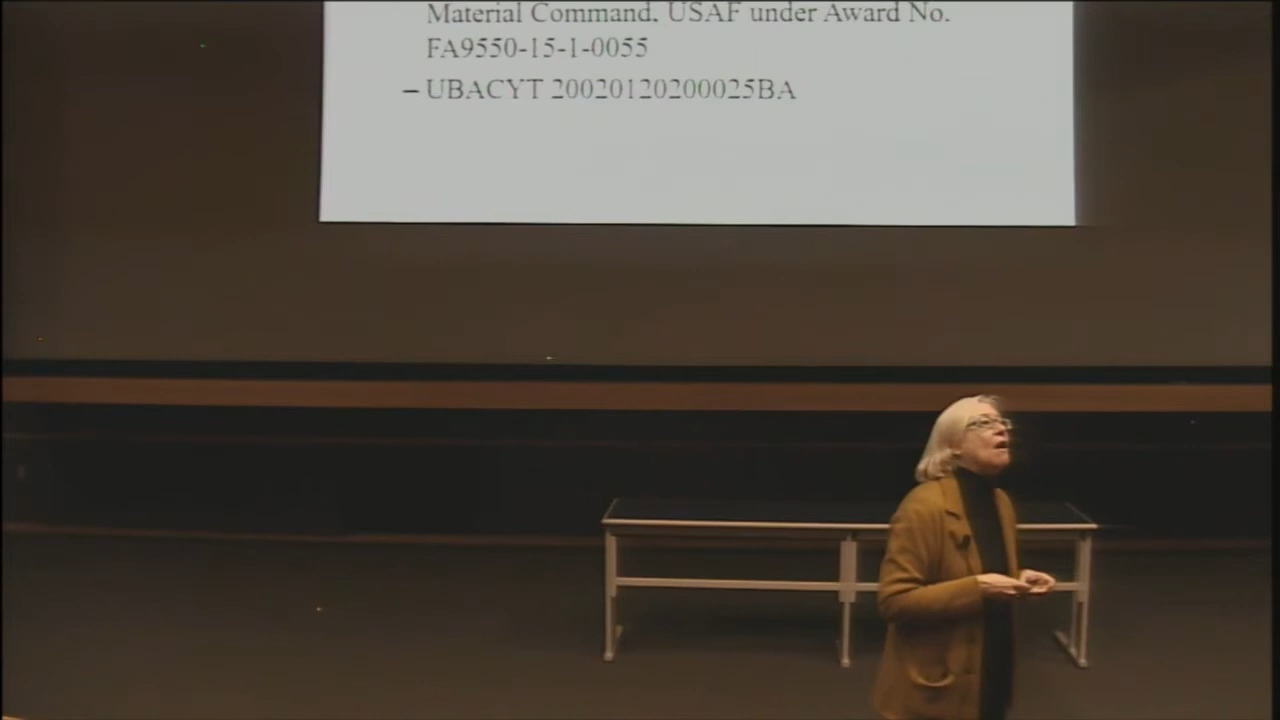 Material Command. USAF under Award No.
FA9550-15-1-0055
– UBACYT 20020120200025BA